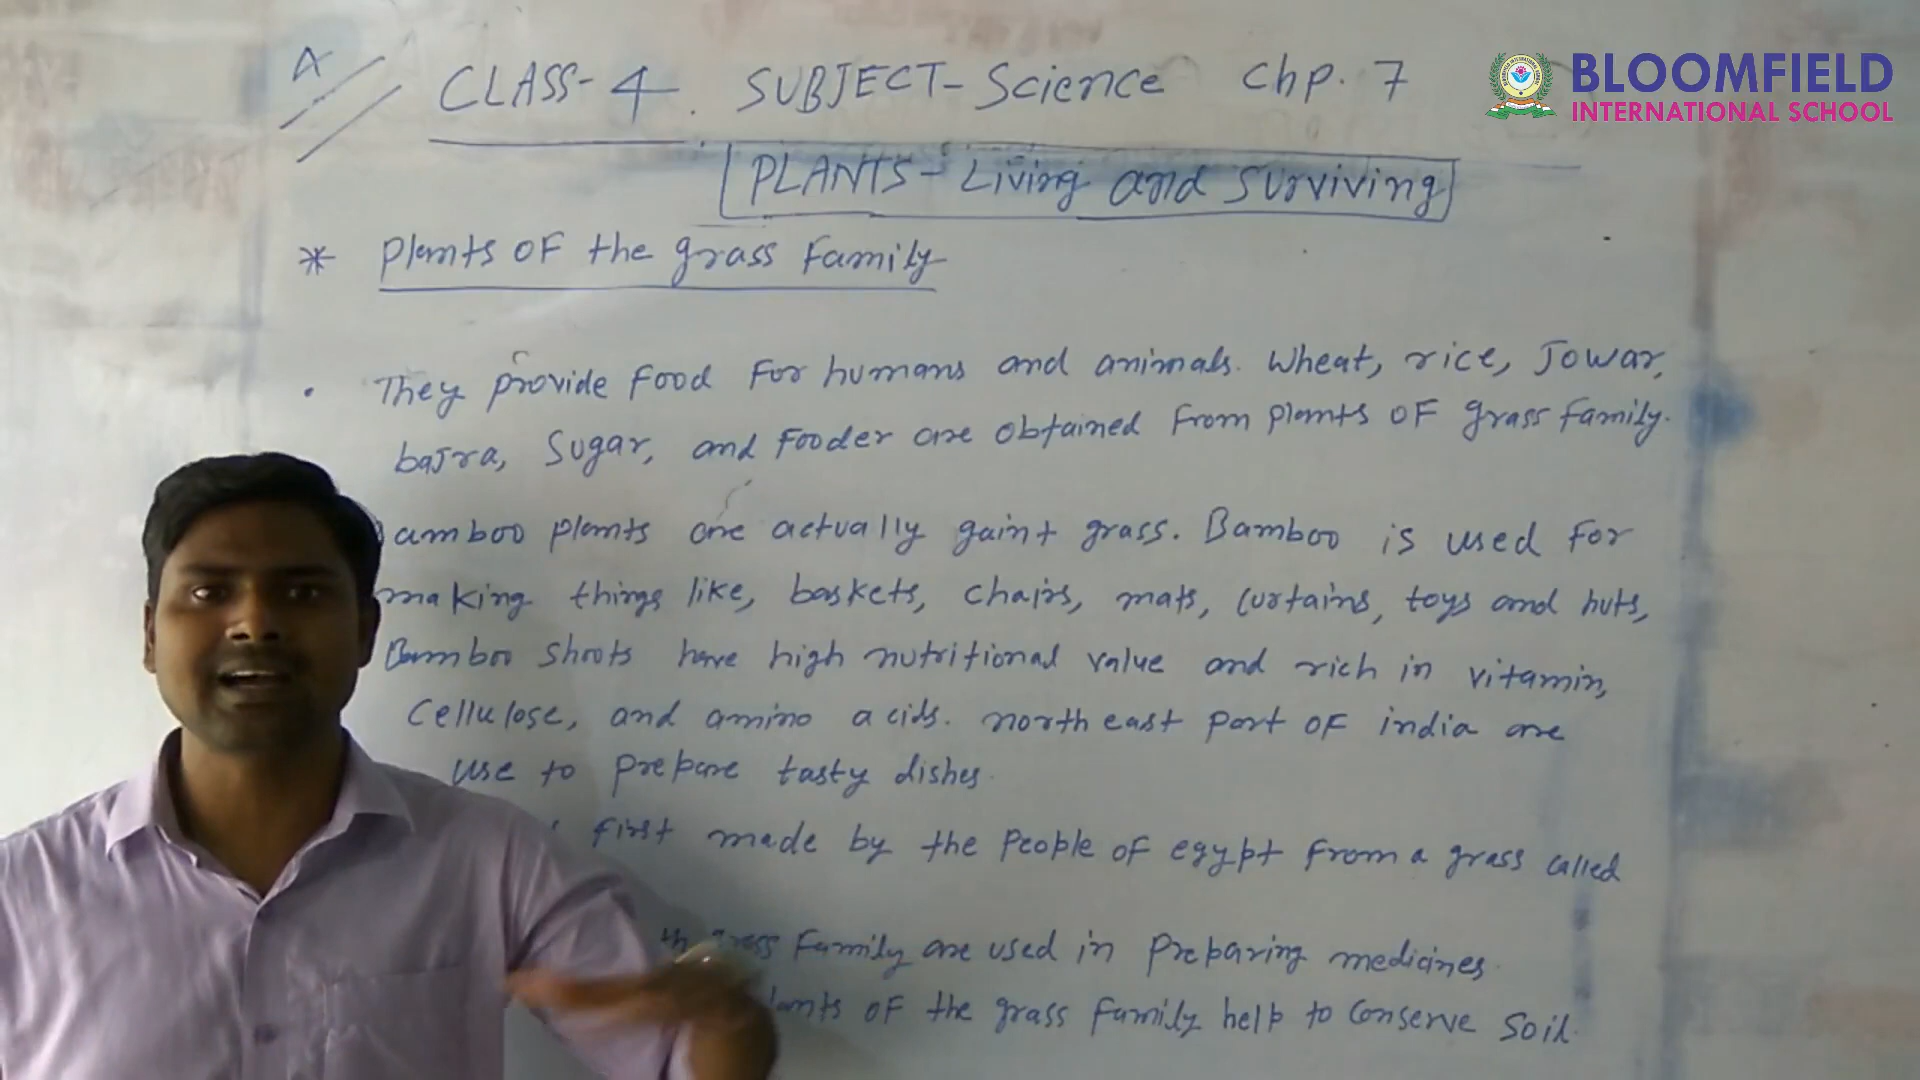 A
CLASS-4. SUBJECT-Science Chp. 7
BLOOMFIELD
INTERNATIONAL SCHOOL
PLANTS- Living and Surviving
* Plants OF the grass Family
• They provide Food For humans and animals. Wheat, rice, Jowar,
baJra, Sugar, and Fooder are obtained From plants OF grass family.
amboo plants are actually gaint grass. Bamboo is used For
making things like, baskets, chairs, mats, Curtains, toys and huts,
Bamboo shoots have high nutritional value and rich in vitamin,
Cellulose, and amino acids. north east part OF india are
use to prepare tasty dishes.
first made by the People OF egypt From a grass called
grass Family are used in Preparing medicines.
lants OF the grass Family help to Conserve Soil.